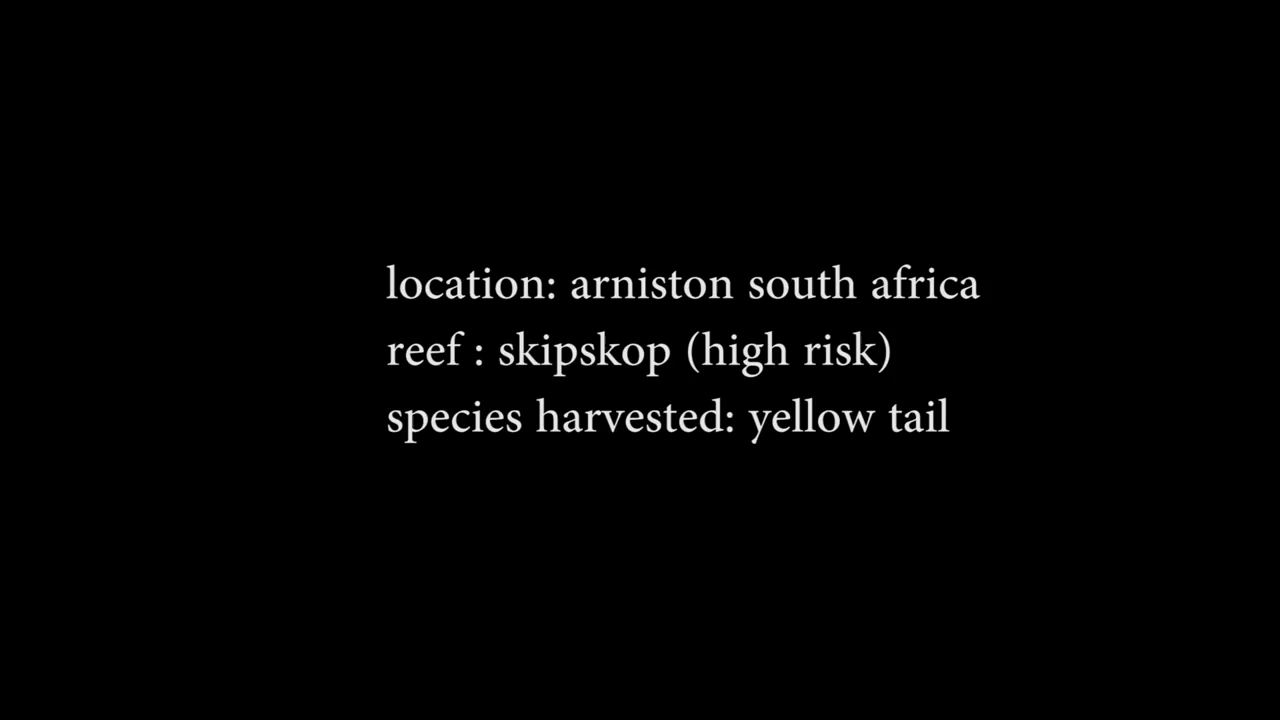 location: arniston south africa
reef : skipskop (high risk)
species harvested: yellow tail